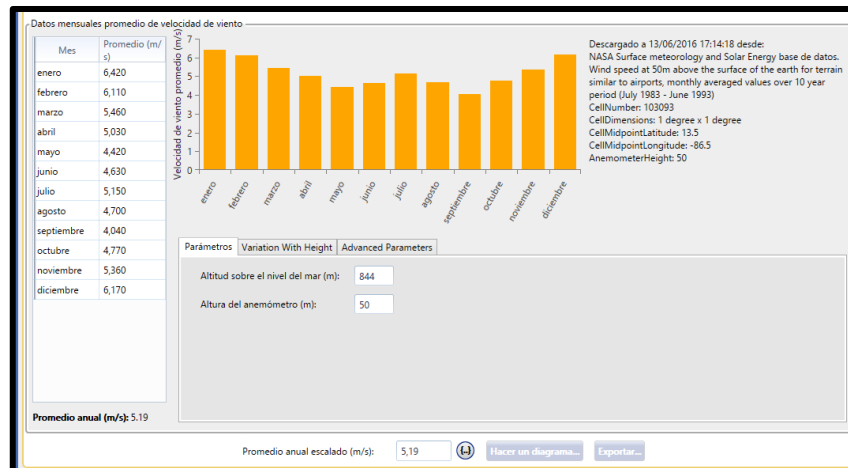 Datos mensuales promedio de velocidad de viento
Mes Promedio (m/
s)
enero 6,420
febrero 6,110
marzo 5,460
abril 5,030
mayo 4,420
junio 4,630
julio 5,150
agosto 4,700
septiembre 4,040
octubre 4,770
noviembre 5,360
diciembre 6,170
Promedio anual (m/s): 5.19
Velocidad de viento promedio (m/s)
7
6
5
4
3
2
1
0
enero febrero marzo abril mayo junio julio agosto septiembre octubre noviembre diciembre
Descargado a 13/06/2016 17:14:18 desde:
NASA Surface meteorology and Solar Energy base de datos.
Wind speed at 50m above the surface of the earth for terrain
similar to airports, monthly averaged values over 10 year
period (July 1983 - June 1993)
CellNumber: 103093
CellDimensions: 1 degree x 1 degree
CellMidpointLatitude: 13.5
CellMidpointLongitude: -86.5
AnemometerHeight: 50
Parámetros Variation With Height Advanced Parameters
Altitud sobre el nivel del mar (m): 844
Altura del anemómetro (m): 50
Promedio anual escalado (m/s): 5,19 {..} Hacer un diagrama... Exportar...